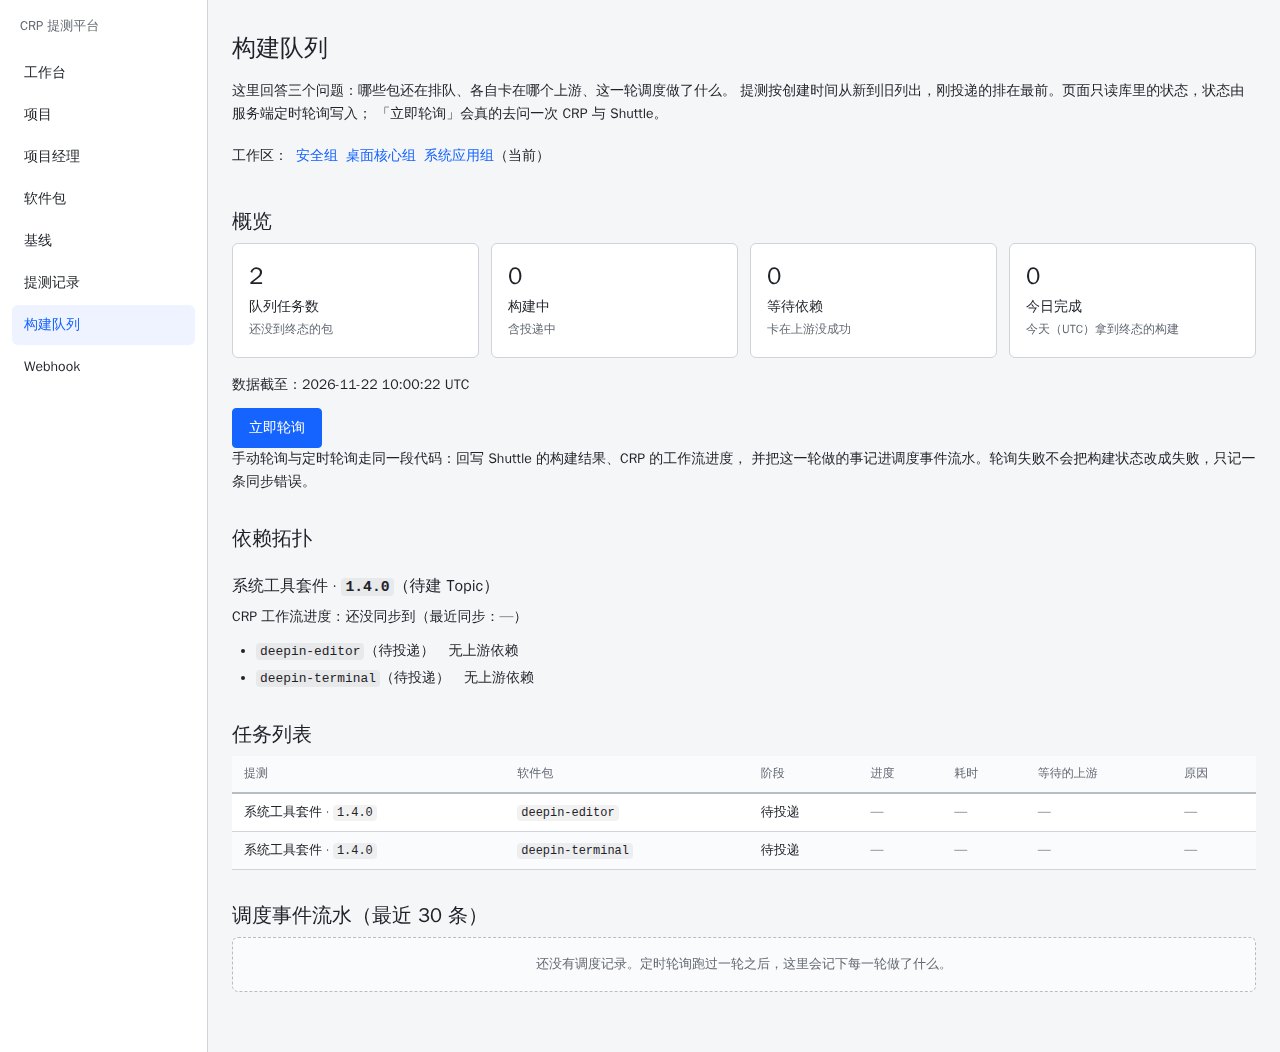 CRP 提测平台
工作台
项目
项目经理
软件包
基线
提测记录
构建队列
Webhook
构建队列
这里回答三个问题：哪些包还在排队、各自卡在哪个上游、这一轮调度做了什么。 提测按创建时间从新到旧列出，刚投递的排在最前。页面只读库里的状态，状态由
服务端定时轮询写入； 「立即轮询」会真的去问一次 CRP 与 Shuttle。
工作区： 安全组 桌面核心组 系统应用组（当前）
概览
2
队列任务数
还没到终态的包
0
构建中
含投递中
0
等待依赖
卡在上游没成功
0
今日完成
今天（UTC）拿到终态的构建
数据截至：2026-11-22 10:00:22 UTC
立即轮询
手动轮询与定时轮询走同一段代码：回写 Shuttle 的构建结果、CRP 的工作流进度， 并把这一轮做的事记进调度事件流水。轮询失败不会把构建状态改成失败，只记一
条同步错误。
依赖拓扑
系统工具套件 · 1.4.0（待建 Topic）
CRP 工作流进度：还没同步到（最近同步：—）
• deepin-editor（待投递） 无上游依赖
• deepin-terminal（待投递） 无上游依赖
任务列表
提测 软件包 阶段 进度 耗时 等待的上游 原因
系统工具套件 · 1.4.0 deepin-editor 待投递 — — — —
系统工具套件 · 1.4.0 deepin-terminal 待投递 — — — —
调度事件流水（最近 30 条）
还没有调度记录。定时轮询跑过一轮之后，这里会记下每一轮做了什么。